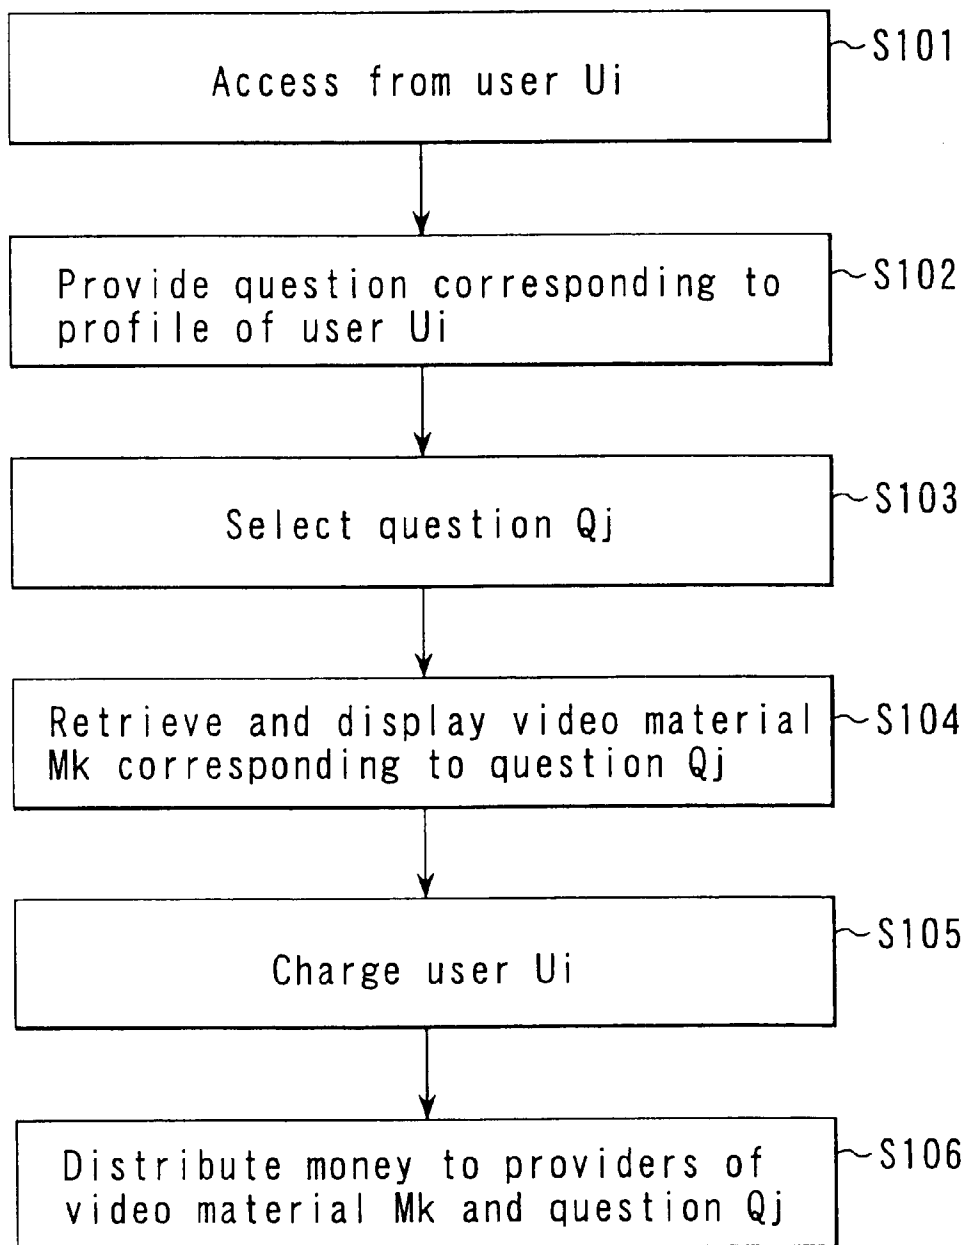 Access from user Ui
S101
Provide question corresponding to
profile of user Ui
S102
Select question Qj
S103
Retrieve and display video material
Mk corresponding to question Qj
S104
Charge user Ui
S105
Distribute money to providers of
video material Mk and question Qj
S106